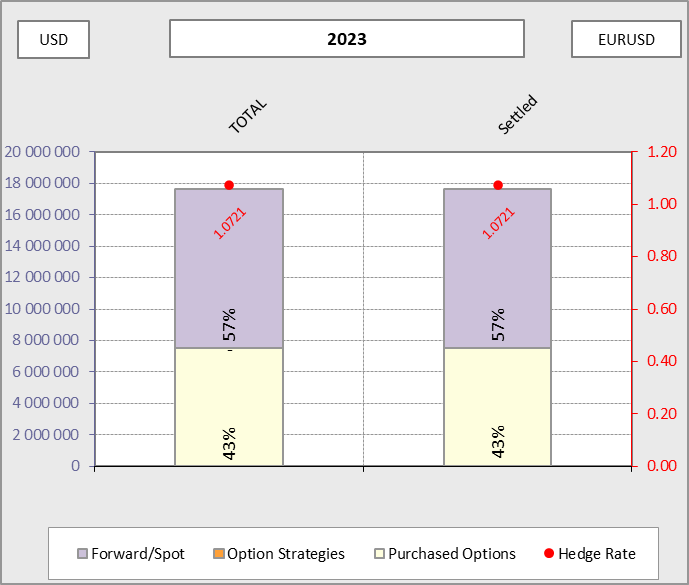 USD
2023
EURUSD
TOTAL
Settled
20 000 000
18 000 000
16 000 000
14 000 000
12 000 000
10 000 000
8 000 000
6 000 000
4 000 000
2 000 000
0
1.20
1.00
0.80
0.60
0.40
0.20
0.00
1.0721
1.0721
57%
57%
-
43%
43%
Forward/Spot
Option Strategies
Purchased Options
Hedge Rate